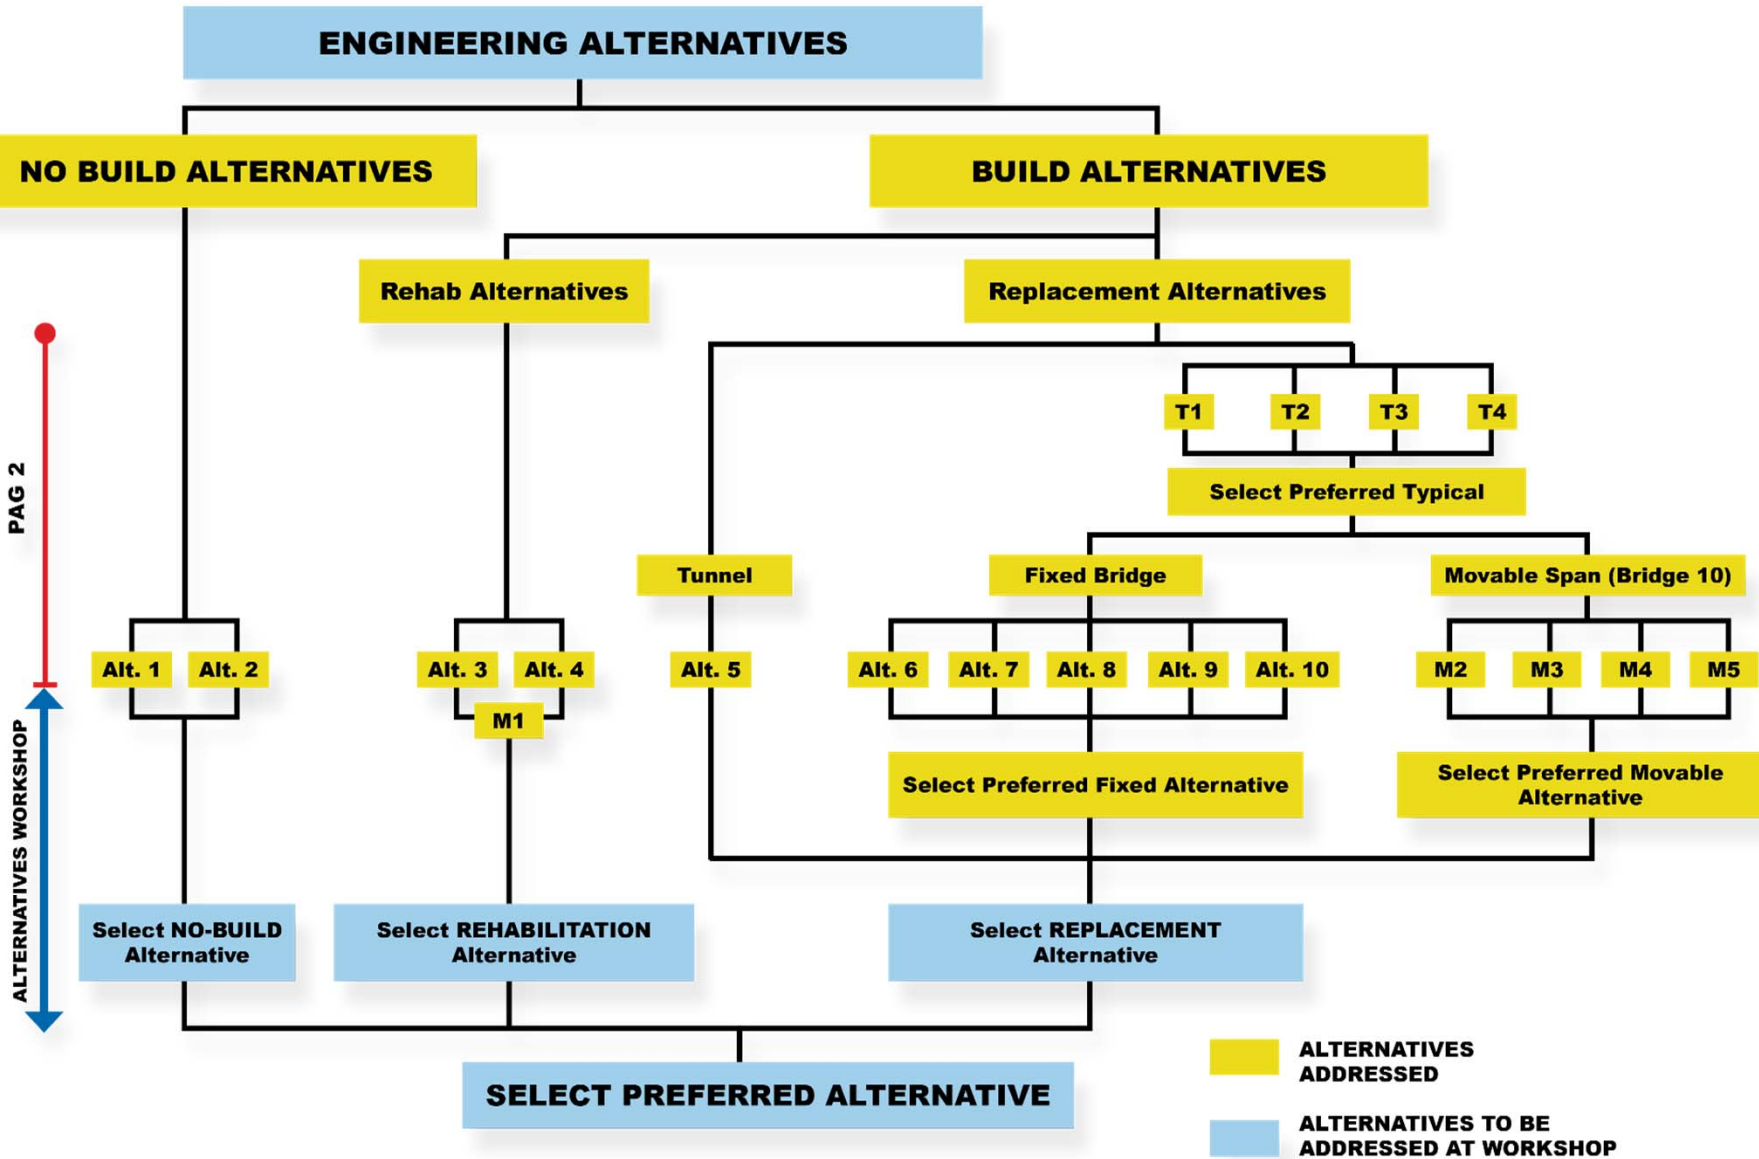 ENGINEERING ALTERNATIVES
NO BUILD ALTERNATIVES
BUILD ALTERNATIVES
Rehab Alternatives
Replacement Alternatives
T1
T2
T3
T4
PAG 2
Select Preferred Typical
Tunnel
Fixed Bridge
Movable Span (Bridge 10)
Alt. 1
Alt. 2
Alt. 3
Alt. 4
Alt. 5
Alt. 6
Alt. 7
Alt. 8
Alt. 9
Alt. 10
M2
M3
M4
M5
M1
ALTERNATIVES WORKSHOP
Select Preferred Fixed Alternative
Select Preferred Movable
Alternative
Select NO-BUILD
Alternative
Select REHABILITATION
Alternative
Select REPLACEMENT
Alternative
SELECT PREFERRED ALTERNATIVE
ALTERNATIVES
ADDRESSED
ALTERNATIVES TO BE
ADDRESSED AT WORKSHOP